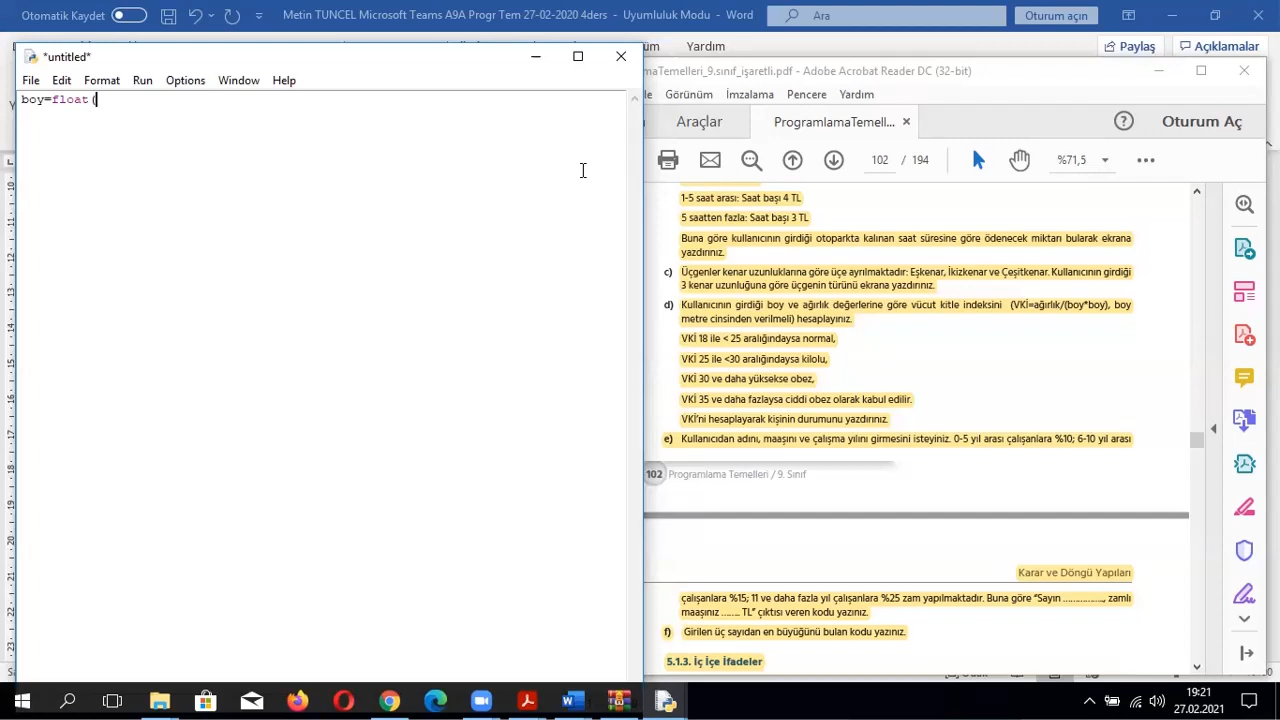 Otomatik Kaydet
Metin TUNCEL Microsoft Teams A9A Progr Tem 27-02-2020 4ders - Uyumluluk Modu - Word
Ara
Oturum açın
Yardım
Paylaş
Açıklamalar
*untitled*
File Edit Format Run Options Window Help
boy=float(
maTemelleri_9.sınıf_işaretli.pdf - Adobe Acrobat Reader DC (32-bit)
le Görünüm İmzalama Pencere Yardım
Araçlar
ProgramlamaTemell... ×
Oturum Aç
102 / 194
%71,5
1-5 saat arası: Saat başı 4 TL
5 saatten fazla: Saat başı 3 TL
Buna göre kullanıcının girdiği otoparkta kalınan saat süresine göre ödenecek miktarı bularak ekrana
yazdırınız.
c) Üçgenler kenar uzunluklarına göre üçe ayrılmaktadır: Eşkenar, İkizkenar ve Çeşitkenar. Kullanıcının girdiği
3 kenar uzunluğuna göre üçgenin türünü ekrana yazdırınız.
d) Kullanıcının girdiği boy ve ağırlık değerlerine göre vücut kitle indeksini (VKİ=ağırlık/(boy*boy), boy
metre cinsinden verilmeli) hesaplayınız.
VKİ 18 ile < 25 aralığındaysa normal,
VKİ 25 ile <30 aralığındaysa kilolu,
VKİ 30 ve daha yüksekse obez,
VKİ 35 ve daha fazlaysa ciddi obez olarak kabul edilir.
VKİ'ni hesaplayarak kişinin durumunu yazdırınız.
e) Kullanıcıdan adını, maaşını ve çalışma yılını girmesini isteyiniz. 0-5 yıl arası çalışanlara %10; 6-10 yıl arası
102 Programlama Temelleri / 9. Sınıf
Karar ve Döngü Yapıları
çalışanlara %15; 11 ve daha fazla yıl çalışanlara %25 zam yapılmaktadır. Buna göre "Sayın ..............., zamlı
maaşınız ....... TL" çıktısı veren kodu yazınız.
f) Girilen üç sayıdan en büyüğünü bulan kodu yazınız.
5.1.3. İç İçe İfadeler
19:21
27.02.2021